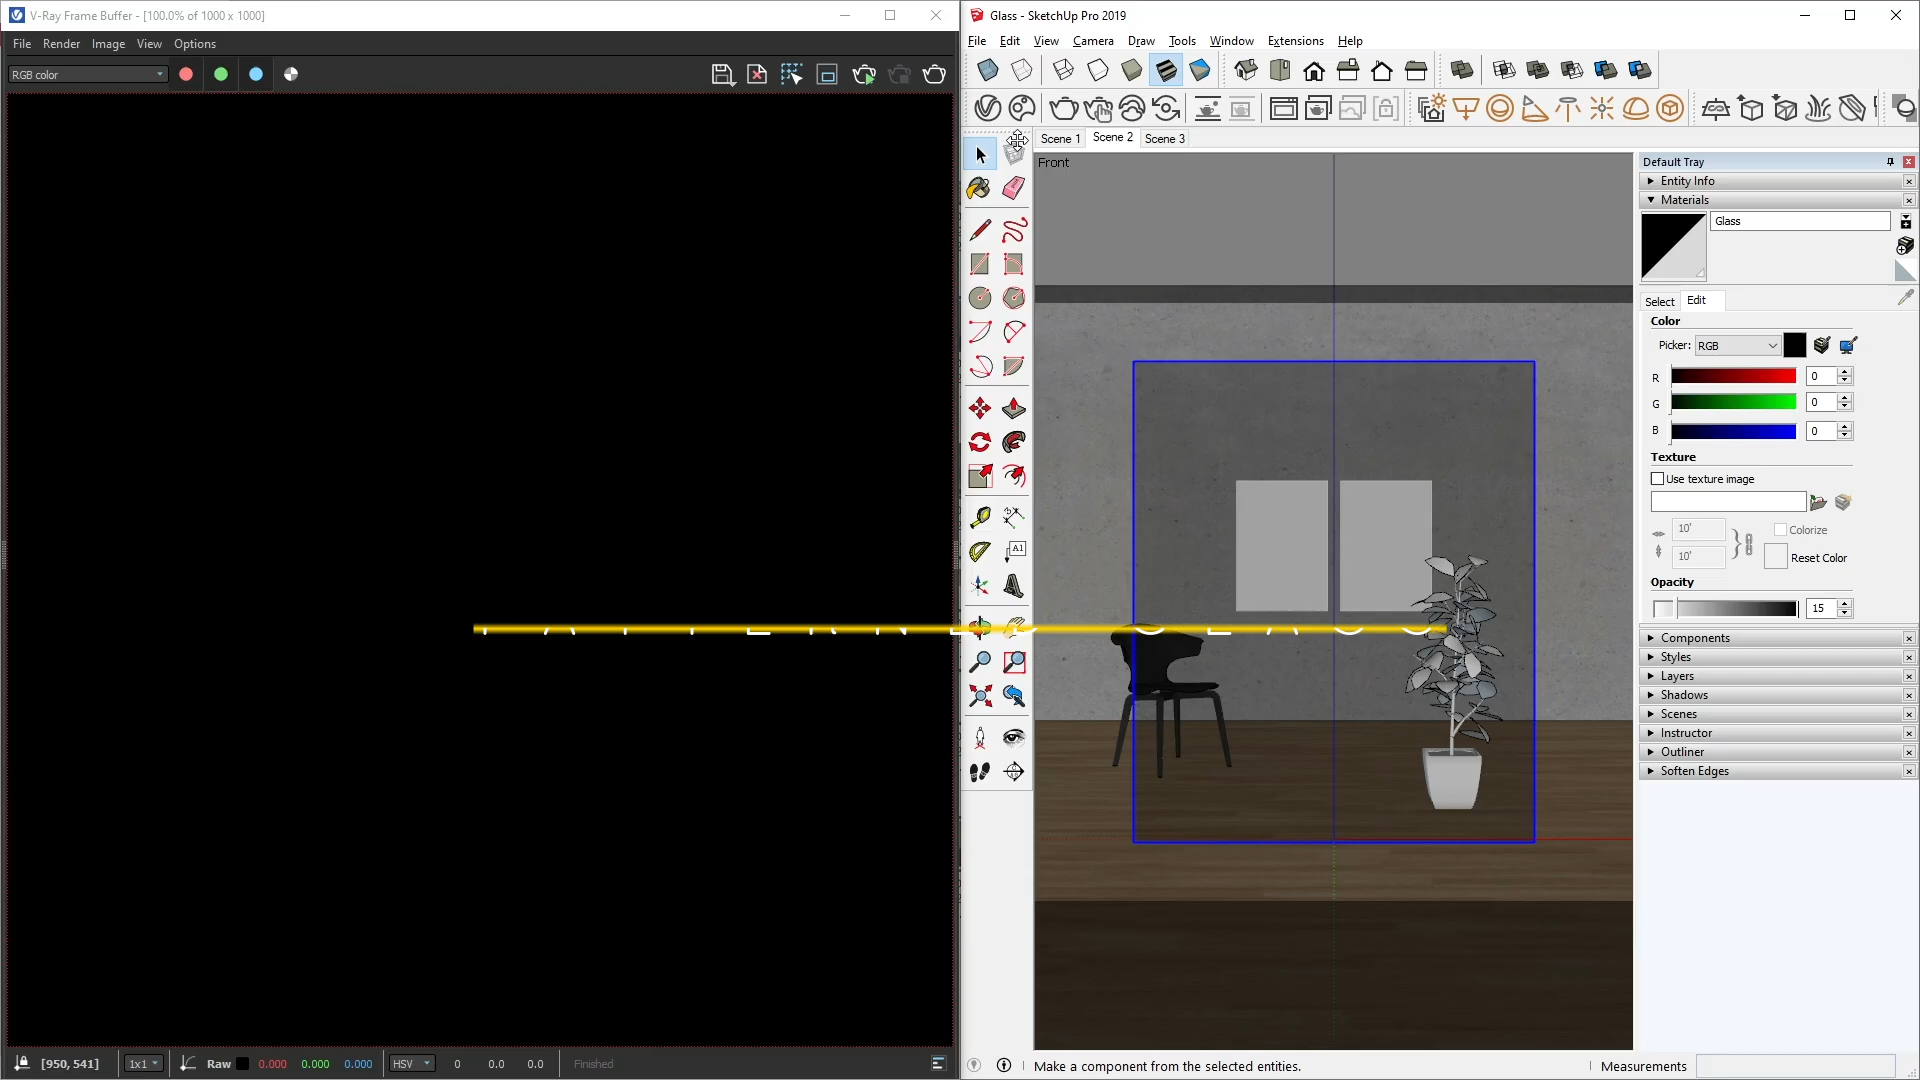 V-Ray Frame Buffer - [100.0% of 1000 x 1000]
File Render Image View Options
RGB color
[950, 541]
1x1
Raw
0.000 0.000 0.000
HSV
0 0.0 0.0
Finished
Glass - SketchUp Pro 2019
File Edit View Camera Draw Tools Window Extensions Help
Scene 1 Scene 2 Scene 3
Front
A1
Default Tray
Entity Info
Materials
Glass
Select Edit
Color
Picker: RGB
R 0
G 0
B 0
Texture
Use texture image
10'
Colorize
10'
Reset Color
Opacity
15
Components
Styles
Layers
Shadows
Scenes
Instructor
Outliner
Soften Edges
Make a component from the selected entities.
Measurements